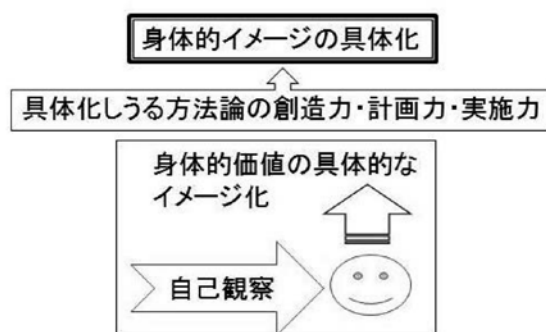 身体的イメージの具体化
具体化しうる方法論の創造力・計画力・実施力
身体的価値の具体的な
イメージ化
自己観察